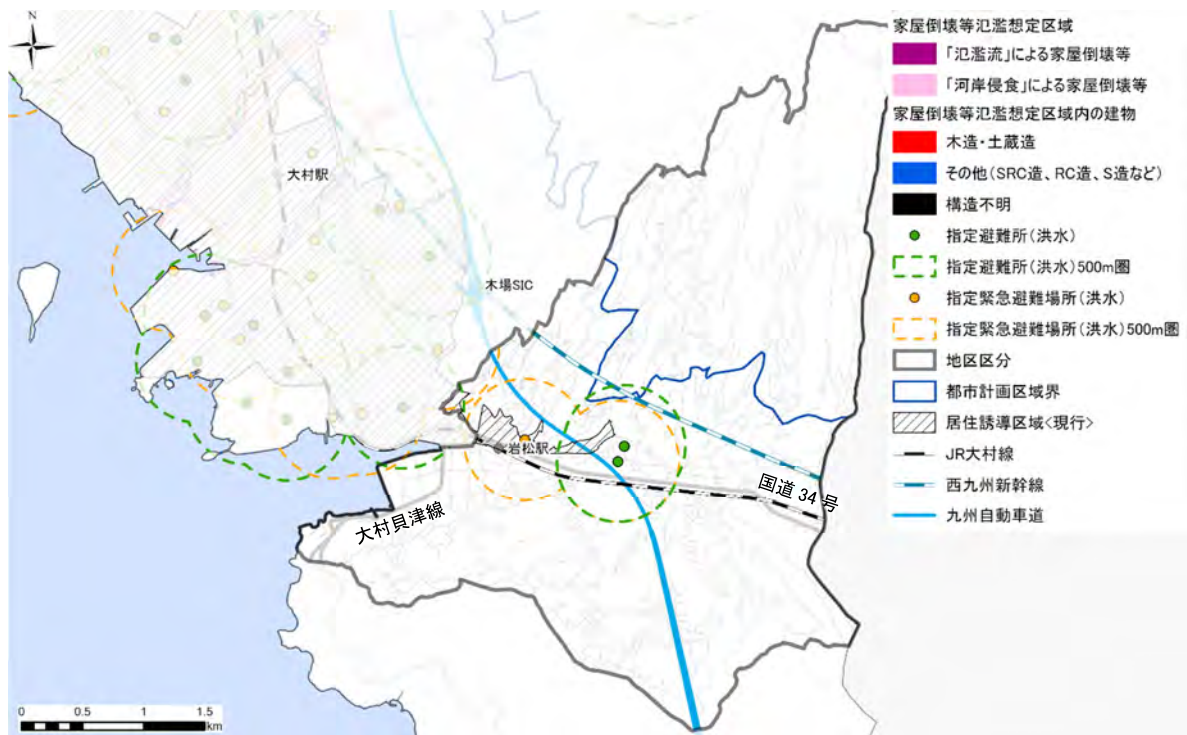 N
大村駅
木場SIC
岩松駅
大村貝津線
国道 34 号
0 0.5 1 1.5
km
家屋倒壊等氾濫想定区域
「氾濫流」による家屋倒壊等
「河岸侵食」による家屋倒壊等
家屋倒壊等氾濫想定区域内の建物
木造・土蔵造
その他(SRC造、RC造、S造など)
構造不明
指定避難所(洪水)
指定避難所(洪水)500m圏
指定緊急避難場所(洪水)
指定緊急避難場所(洪水)500m圏
地区区分
都市計画区域界
居住誘導区域<現行>
JR大村線
西九州新幹線
九州自動車道